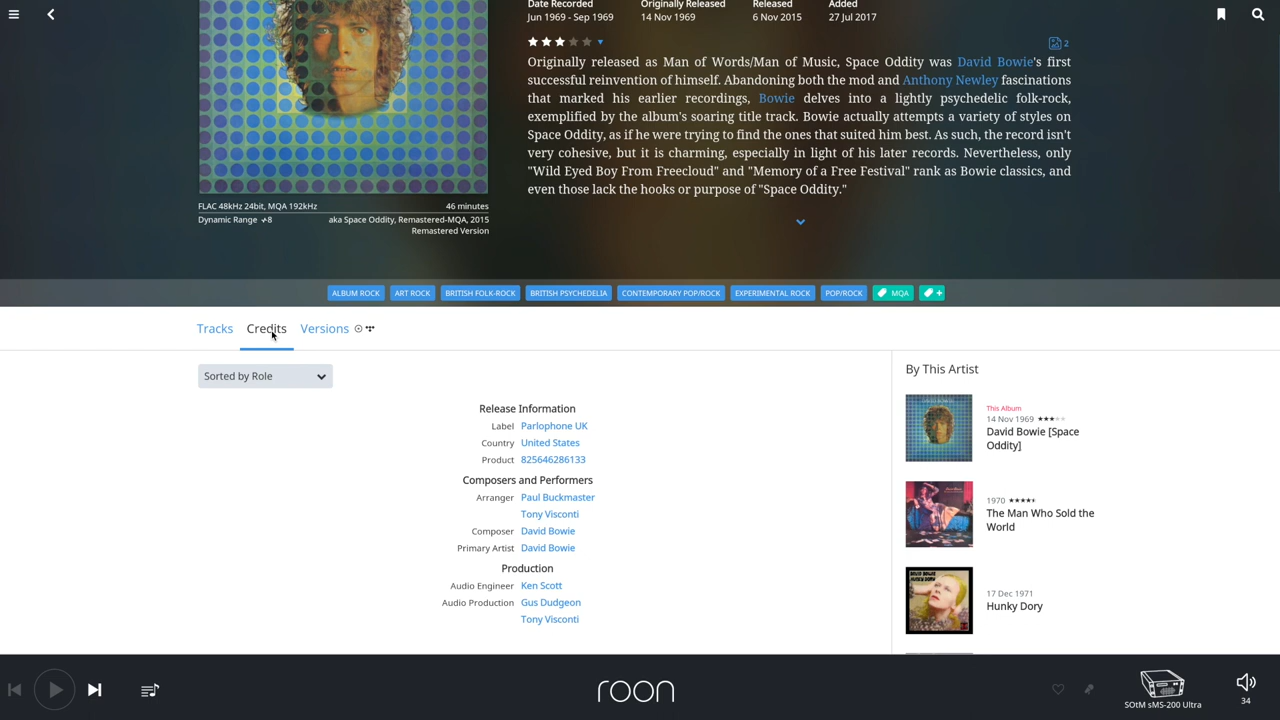 Date Recorded Originally Released Released Added
Jun 1969 - Sep 1969 14 Nov 1969 6 Nov 2015 27 Jul 2017
2
Originally released as Man of Words/Man of Music, Space Oddity was David Bowie's first
successful reinvention of himself. Abandoning both the mod and Anthony Newley fascinations
that marked his earlier recordings, Bowie delves into a lightly psychedelic folk-rock,
exemplified by the album's soaring title track. Bowie actually attempts a variety of styles on
Space Oddity, as if he were trying to find the ones that suited him best. As such, the record isn't
very cohesive, but it is charming, especially in light of his later records. Nevertheless, only
"Wild Eyed Boy From Freecloud" and "Memory of a Free Festival" rank as Bowie classics, and
even those lack the hooks or purpose of "Space Oddity."
FLAC 48kHz 24bit, MQA 192kHz 46 minutes
Dynamic Range 8 aka Space Oddity, Remastered-MQA, 2015
Remastered Version
ALBUM ROCK ART ROCK BRITISH FOLK-ROCK BRITISH PSYCHEDELIA CONTEMPORARY POP/ROCK EXPERIMENTAL ROCK POP/ROCK MQA +
Tracks Credits Versions
Sorted by Role
Release Information
Label Parlophone UK
Country United States
Product 825646286133
Composers and Performers
Arranger Paul Buckmaster
Tony Visconti
Composer David Bowie
Primary Artist David Bowie
Production
Audio Engineer Ken Scott
Audio Production Gus Dudgeon
Tony Visconti
By This Artist
This Album
14 Nov 1969
David Bowie [Space
Oddity]
1970
The Man Who Sold the
World
17 Dec 1971
Hunky Dory
roon
SOtM sMS-200 Ultra
34